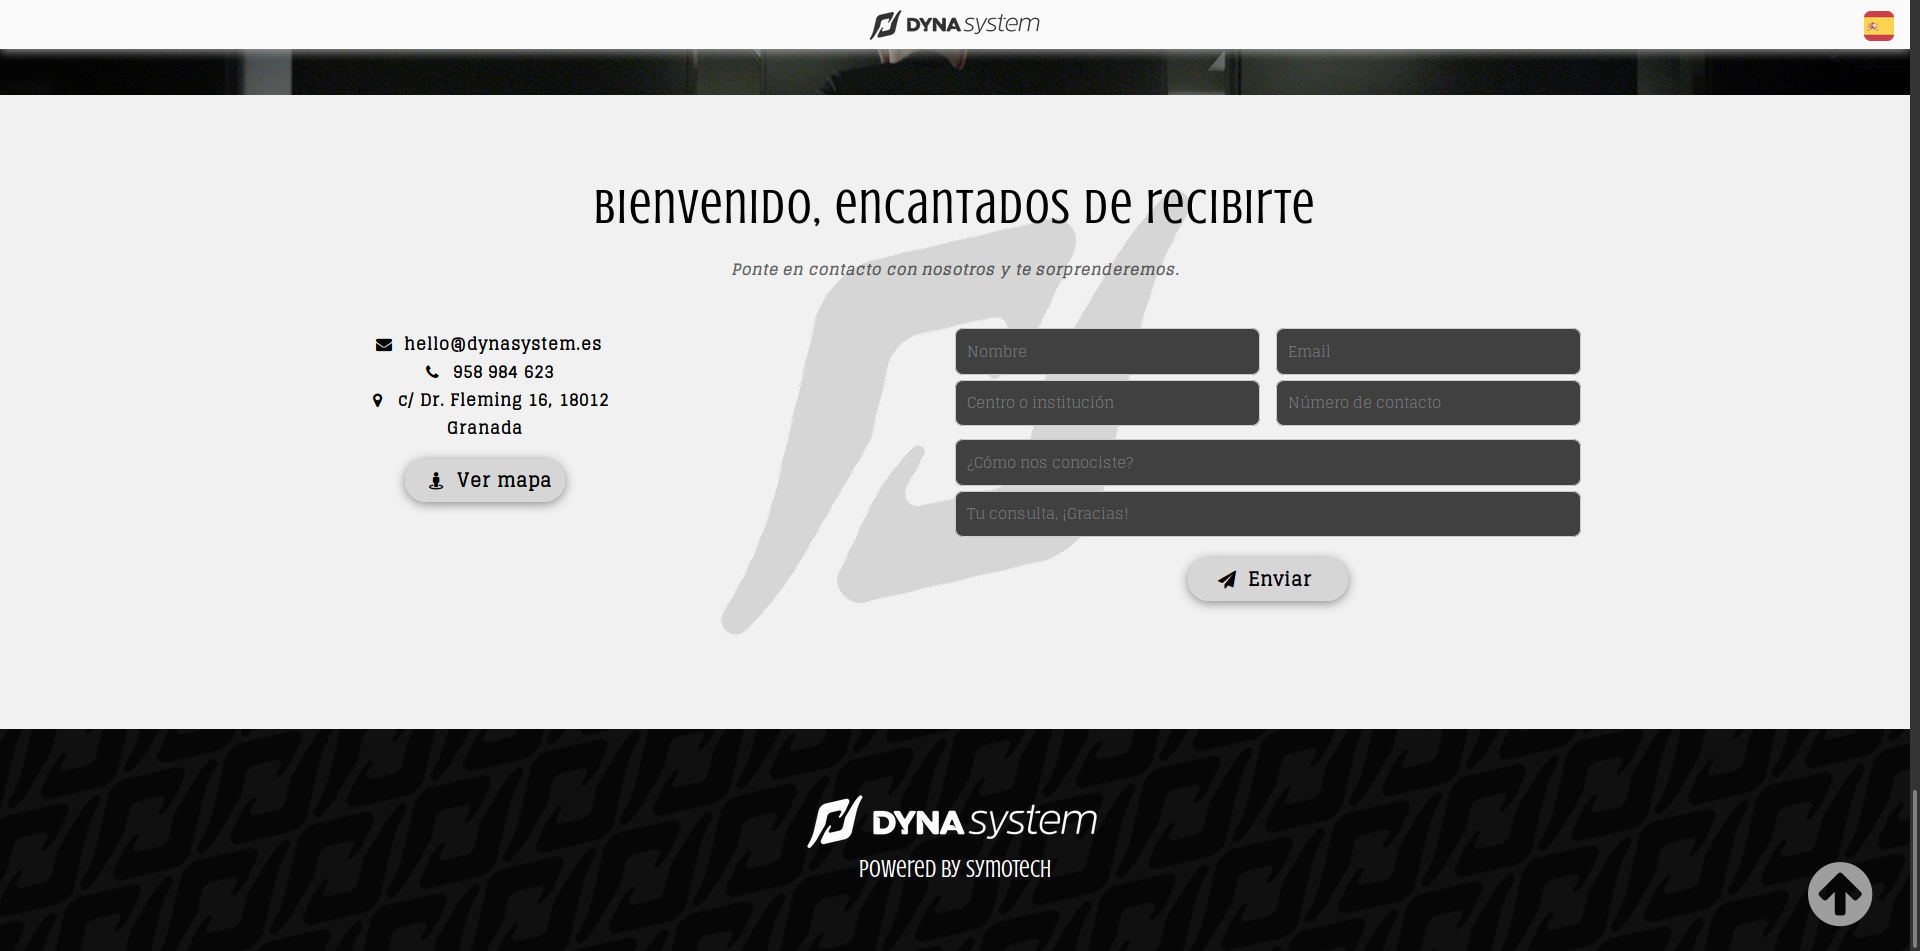 DYNA system
Bienvenido, encantados de recibirte
Ponte en contacto con nosotros y te sorprenderemos.
hello@dynasystem.es
958 984 623
c/ Dr. Fleming 16, 18012
Granada
Ver mapa
Nombre
Email
Centro o institución
Número de contacto
¿Cómo nos conociste?
Tu consulta, ¡Gracias!
Enviar
DYNA system
Powered by Symotech